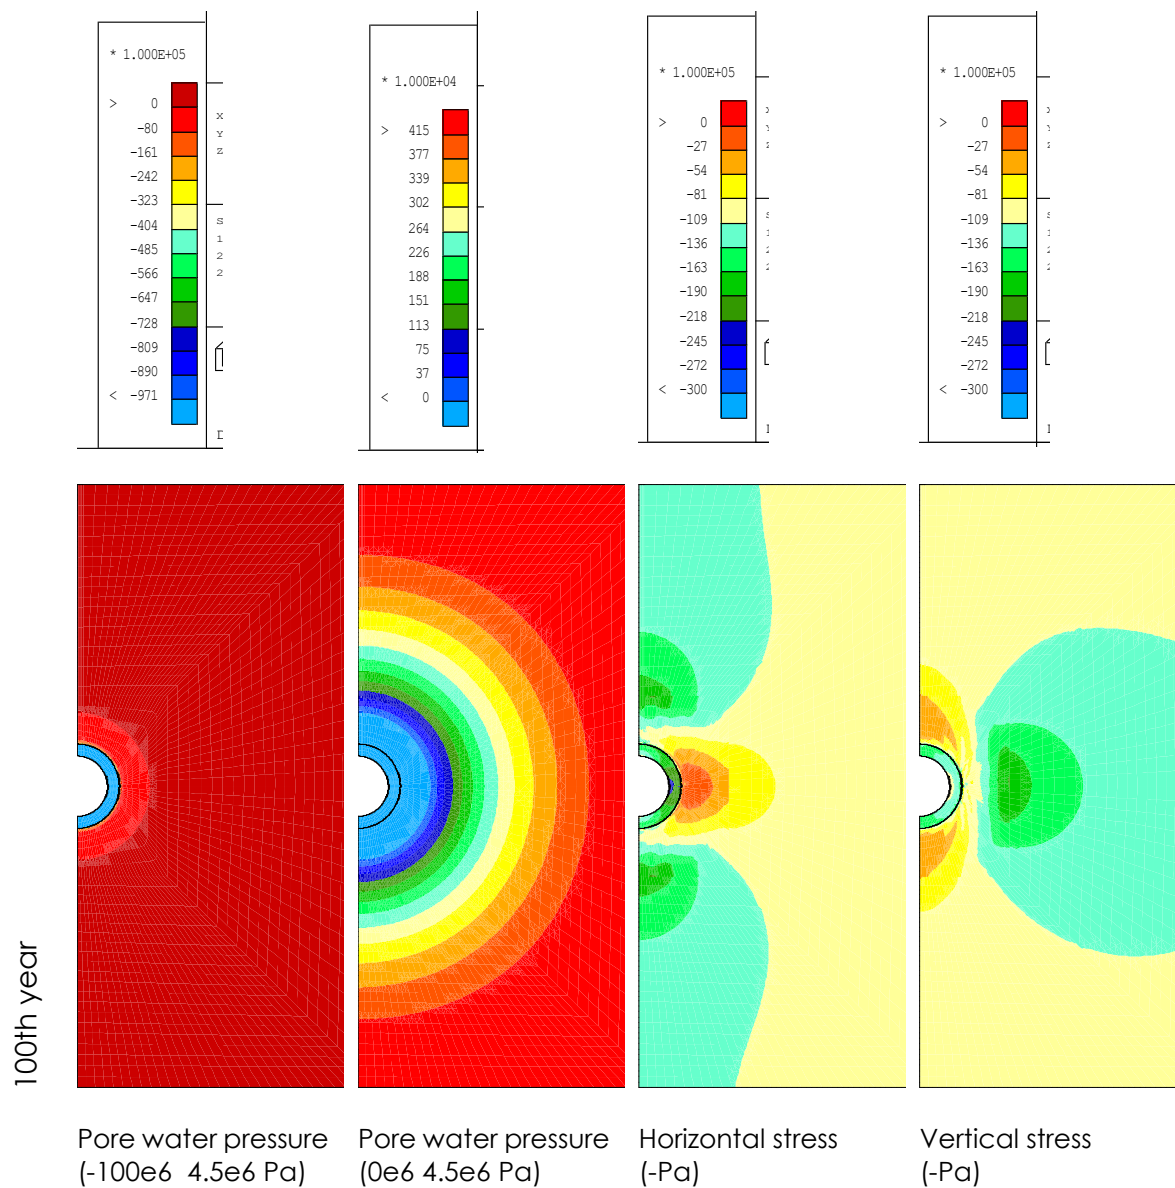 * 1.000E+05
> 0
-80
-161
-242
-323
-404
-485
-566
-647
-728
-809
-890
< -971
X
Y
Z
S
1
2
2
D
* 1.000E+04
> 415
377
339
302
264
226
188
151
113
75
37
< 0
* 1.000E+05
> 0
-27
-54
-81
-109
-136
-163
-190
-218
-245
-272
< -300
* 1.000E+05
> 0
-27
-54
-81
-109
-136
-163
-190
-218
-245
-272
< -300
100th year
Pore water pressure
(-100e6 4.5e6 Pa)
Pore water pressure
(0e6 4.5e6 Pa)
Horizontal stress
(-Pa)
Vertical stress
(-Pa)